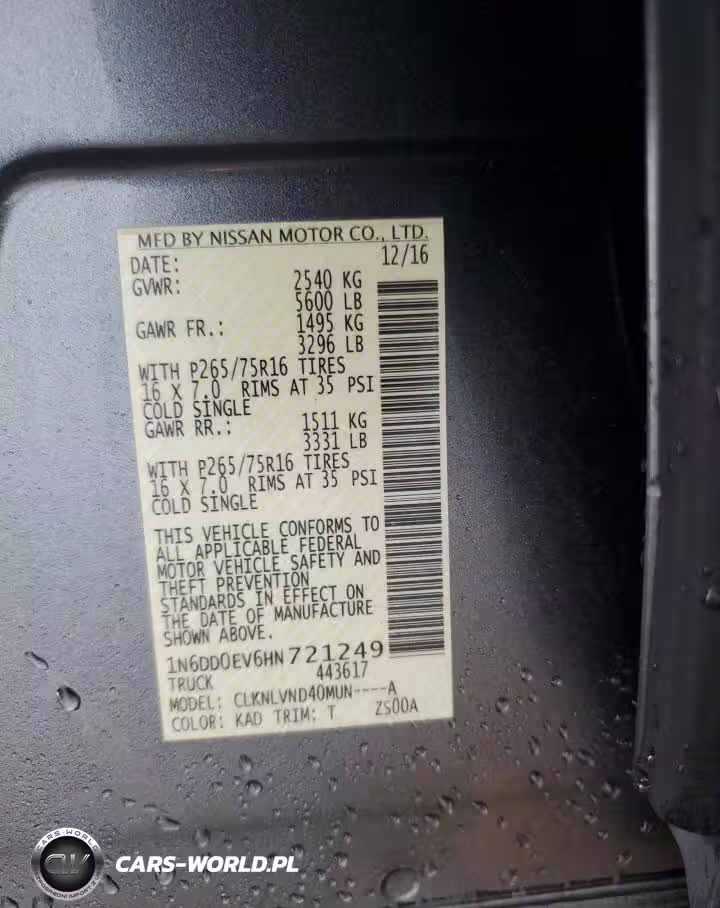 MFD BY NISSAN MOTOR CO., LTD.
DATE: 12/16
GVWR: 2540 KG
5600 LB
GAWR FR.: 1495 KG
3296 LB
WITH P265/75R16 TIRES
16 X 7.0 RIMS AT 35 PSI
COLD SINGLE
GAWR RR.: 1511 KG
3331 LB
WITH P265/75R16 TIRES
16 X 7.0 RIMS AT 35 PSI
COLD SINGLE
THIS VEHICLE CONFORMS TO
ALL APPLICABLE FEDERAL
MOTOR VEHICLE SAFETY AND
THEFT PREVENTION
STANDARDS IN EFFECT ON
THE DATE OF MANUFACTURE
SHOWN ABOVE.
1N6DD0EV6HN721249
TRUCK 443617
MODEL: CLKNLVND40MUN----A
COLOR: KAD TRIM: T ZS00A
CARS-WORLD
CARS-WORLD.PL